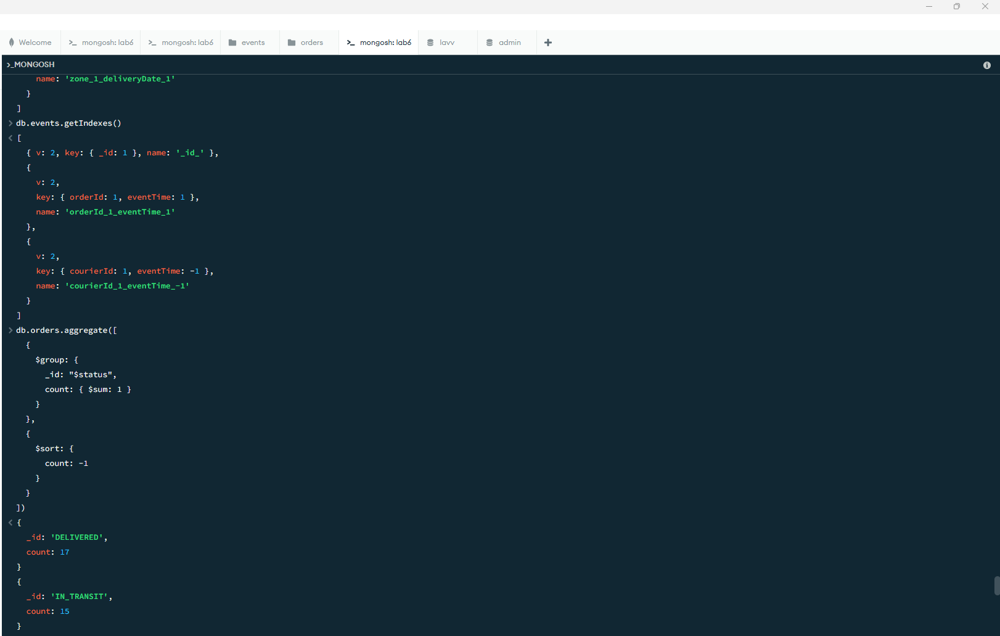 Welcome
>_ mongosh: lab6
>_ mongosh: lab6
events
orders
>_ mongosh: lab6
lavv
admin
>_MONGOSH
    name: 'zone_1_deliveryDate_1'
  }
]
> db.events.getIndexes()
< [
  { v: 2, key: { _id: 1 }, name: '_id_' },
  {
    v: 2,
    key: { orderId: 1, eventTime: 1 },
    name: 'orderId_1_eventTime_1'
  },
  {
    v: 2,
    key: { courierId: 1, eventTime: -1 },
    name: 'courierId_1_eventTime_-1'
  }
]
> db.orders.aggregate([
  {
    $group: {
      _id: "$status",
      count: { $sum: 1 }
    }
  },
  {
    $sort: {
      count: -1
    }
  }
])
< {
  _id: 'DELIVERED',
  count: 17
}
{
  _id: 'IN_TRANSIT',
  count: 15
}